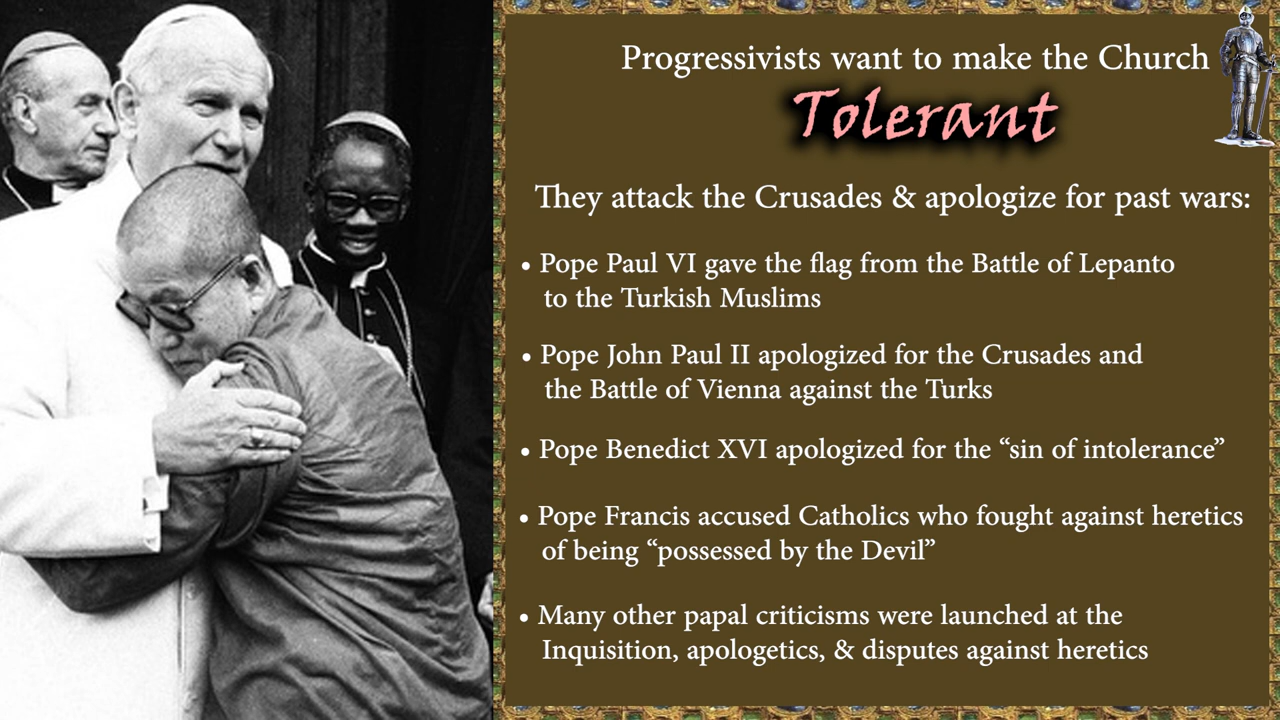 Progressivists want to make the Church
Tolerant
They attack the Crusades & apologize for past wars:
• Pope Paul VI gave the flag from the Battle of Lepanto
to the Turkish Muslims
• Pope John Paul II apologized for the Crusades and
the Battle of Vienna against the Turks
• Pope Benedict XVI apologized for the “sin of intolerance”
• Pope Francis accused Catholics who fought against heretics
of being “possessed by the Devil”
• Many other papal criticisms were launched at the
Inquisition, apologetics, & disputes against heretics